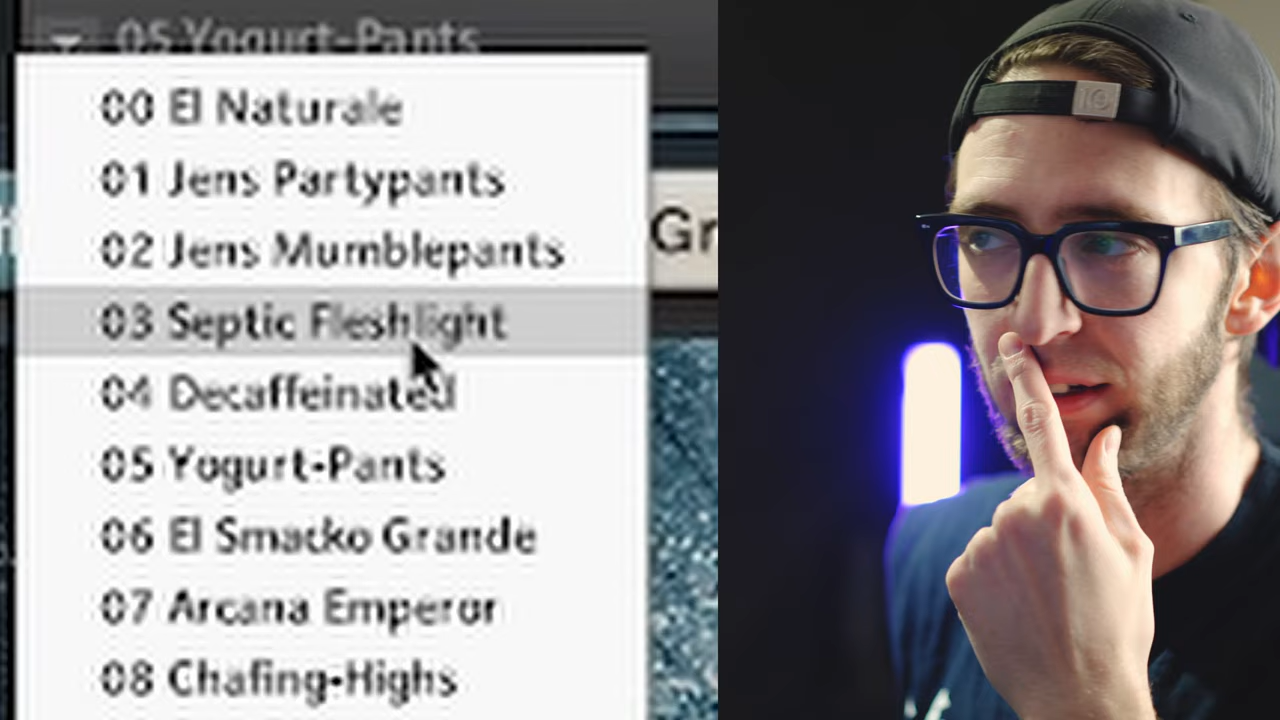 05 Yogurt-Pants
00 El Naturale
01 Jens Partypants
02 Jens Mumblepants
Gr
03 Septic Fleshlight
04 Decaffeinated
05 Yogurt-Pants
06 El Smacko Grande
07 Arcana Emperor
08 Chafing-Highs